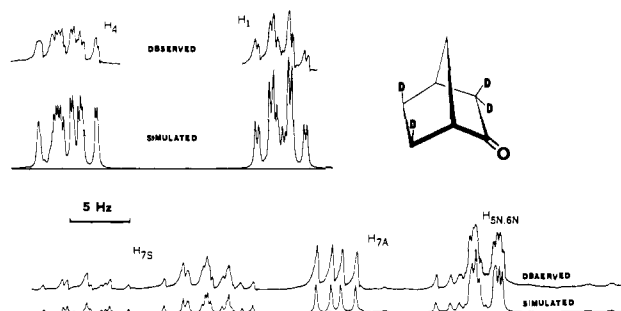 H4 H1
OBSERVED
D D
D
D
SIMULATED
O
5 Hz
H7S H7A H5N,6N
OBSERVED
SIMULATED